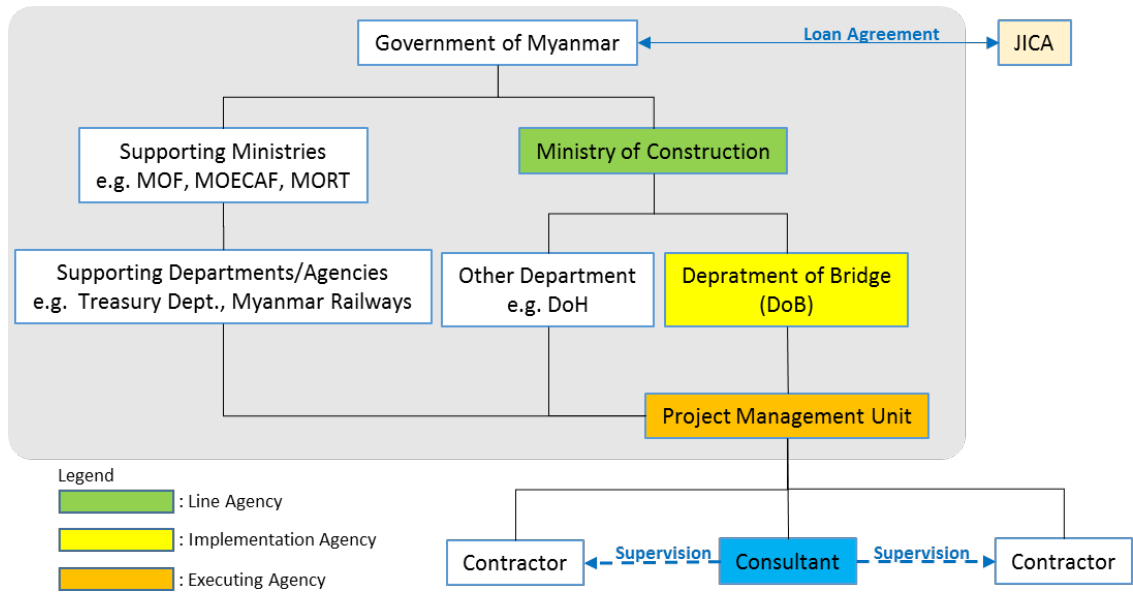 Government of Myanmar
Loan Agreement
JICA
Supporting Ministries
e.g. MOF, MOECAF, MORT
Ministry of Construction
Supporting Departments/Agencies
e.g. Treasury Dept., Myanmar Railways
Other Department
e.g. DoH
Depratment of Bridge
(DoB)
Project Management Unit
Legend
: Line Agency
: Implementation Agency
: Executing Agency
Contractor
Supervision
Consultant
Supervision
Contractor